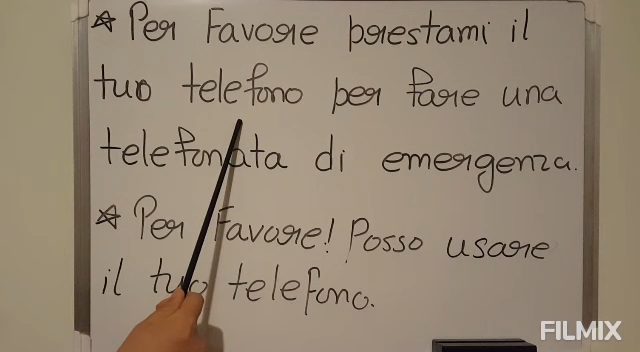 ☆ Per Favore prestami il
tuo telefono per fare una
telefonata di emergenza.
☆ Per Favore! Posso usare
il tuo telefono.
FILMIX